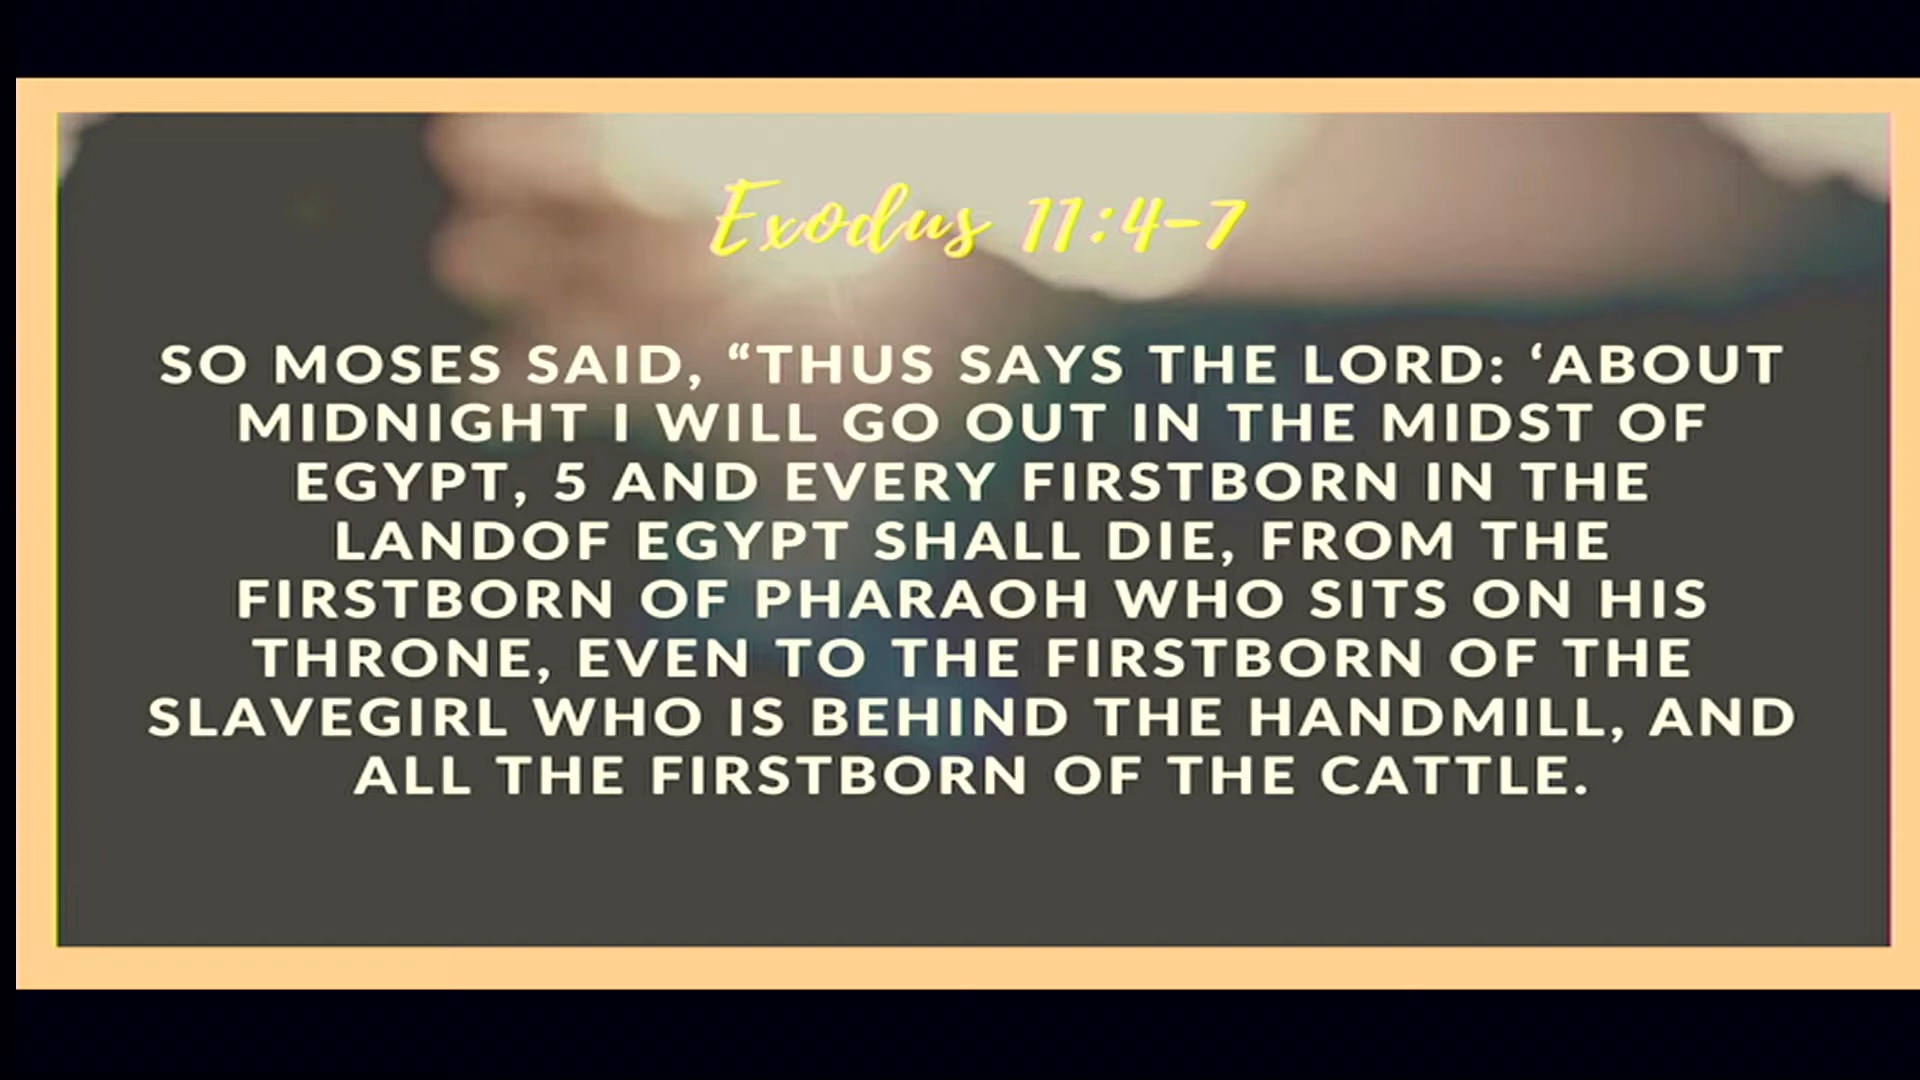 Exodus 11:4-7
SO MOSES SAID, “THUS SAYS THE LORD: ‘ABOUT
MIDNIGHT I WILL GO OUT IN THE MIDST OF
EGYPT, 5 AND EVERY FIRSTBORN IN THE
LANDOF EGYPT SHALL DIE, FROM THE
FIRSTBORN OF PHARAOH WHO SITS ON HIS
THRONE, EVEN TO THE FIRSTBORN OF THE
SLAVEGIRL WHO IS BEHIND THE HANDMILL, AND
ALL THE FIRSTBORN OF THE CATTLE.